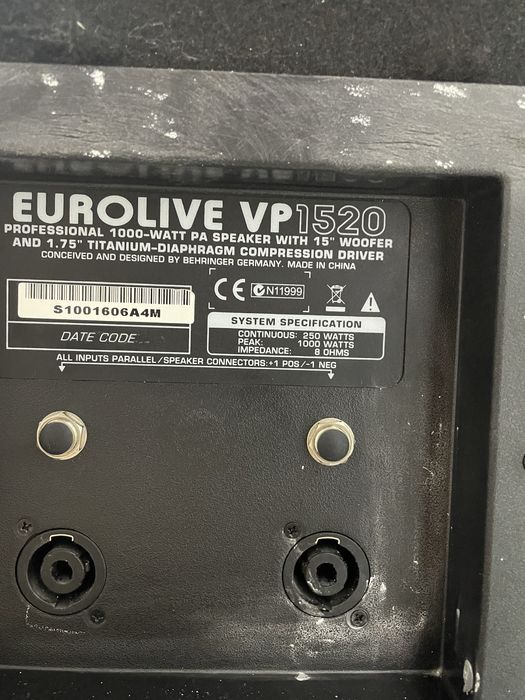 EUROLIVE VP1520
PROFESSIONAL 1000-WATT PA SPEAKER WITH 15" WOOFER
AND 1.75" TITANIUM-DIAPHRAGM COMPRESSION DRIVER
CONCEIVED AND DESIGNED BY BEHRINGER GERMANY. MADE IN CHINA
CE N11999
S1001606A4M
DATE CODE
SYSTEM SPECIFICATION
CONTINUOUS: 250 WATTS
PEAK: 1000 WATTS
IMPEDANCE: 8 OHMS
ALL INPUTS PARALLEL/SPEAKER CONNECTORS:+1 POS/-1 NEG